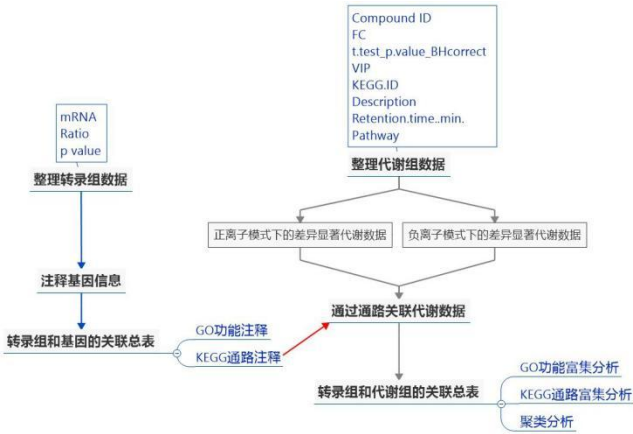 Compound ID
FC
t.test_p.value_BHcorrect
VIP
KEGG.ID
Description
Retention.time..min.
Pathway
mRNA
Ratio
p value
整理代谢组数据
整理转录组数据
正离子模式下的差异显著代谢数据
负离子模式下的差异显著代谢数据
注释基因信息
通过通路关联代谢数据
GO功能注释
转录组和基因的关联总表
KEGG通路注释
GO功能富集分析
转录组和代谢组的关联总表
KEGG通路富集分析
聚类分析